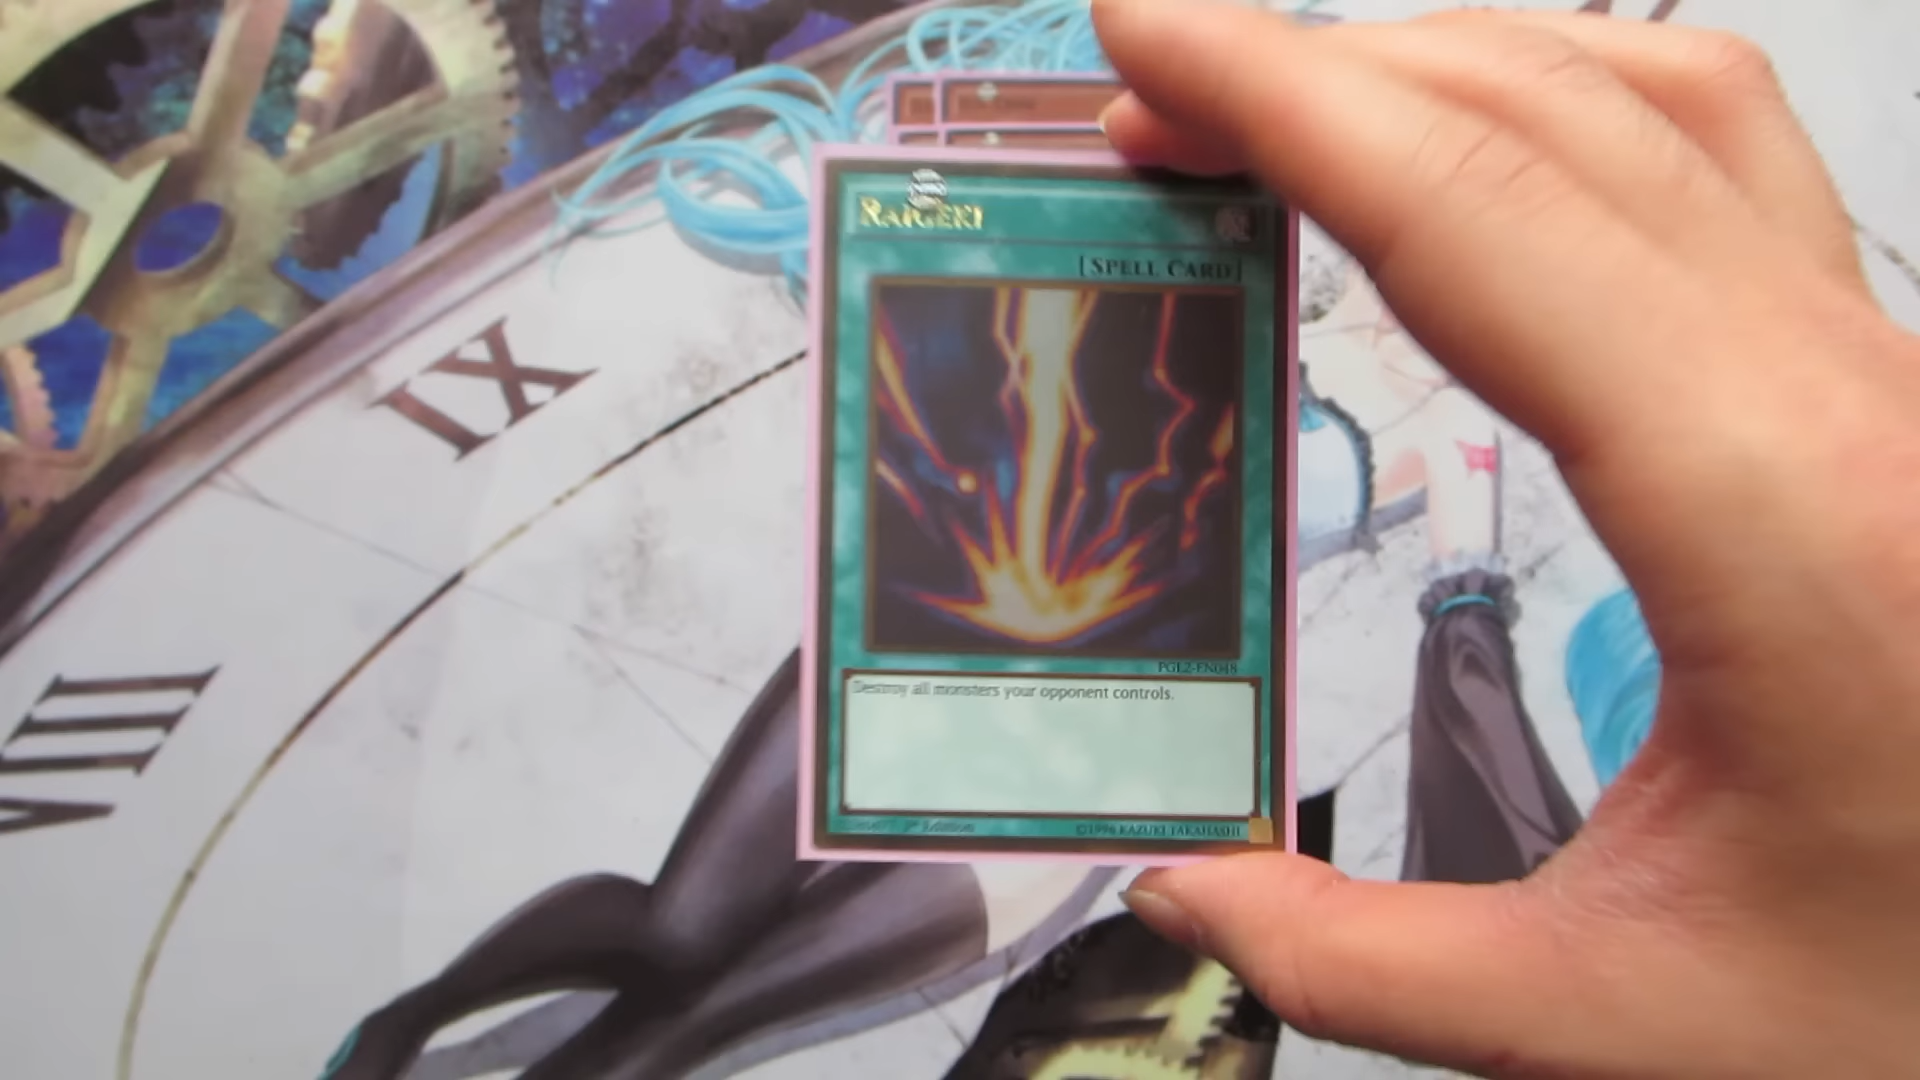 RAIGEKI
[SPELL CARD]
PGL2-EN048
Destroy all monsters your opponent controls.
1st Edition
©1996 KAZUKI TAKAHASHI
IX
VIII